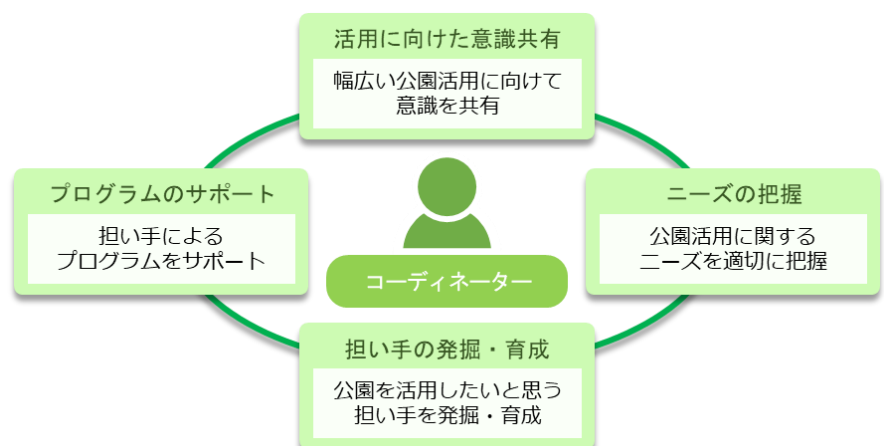 活用に向けた意識共有
幅広い公園活用に向けて
意識を共有
プログラムのサポート
担い手による
プログラムをサポート
コーディネーター
ニーズの把握
公園活用に関する
ニーズを適切に把握
担い手の発掘・育成
公園を活用したいと思う
担い手を発掘・育成